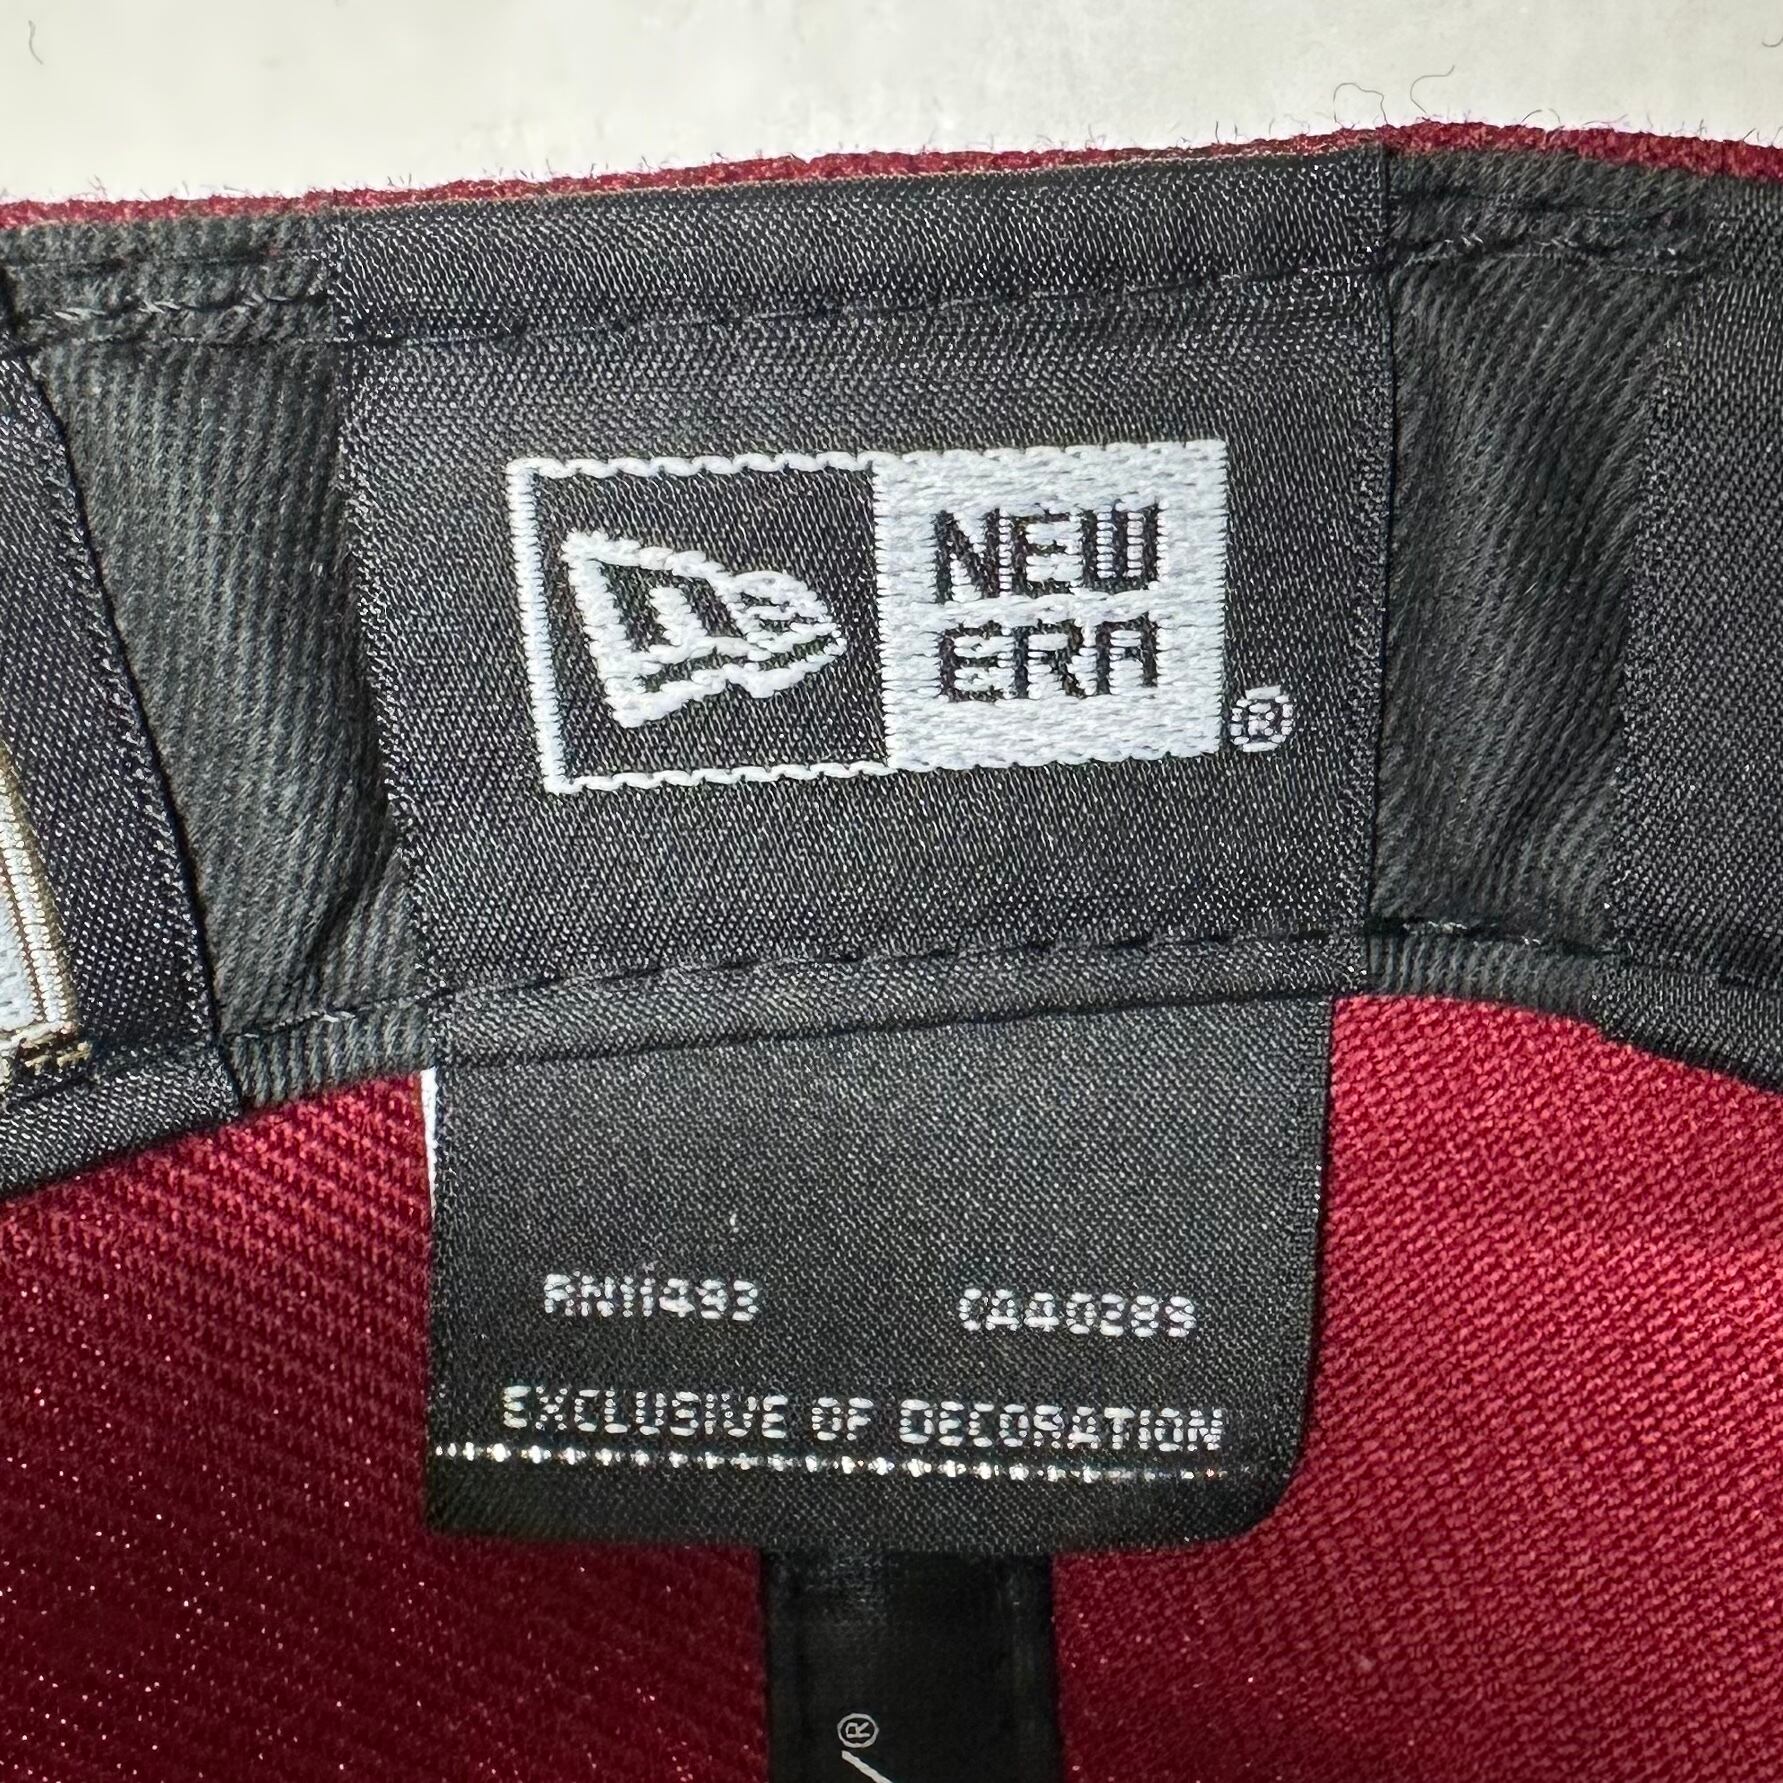 NEW
ERA
®
RN11493 CA40289
EXCLUSIVE OF DECORATION
®